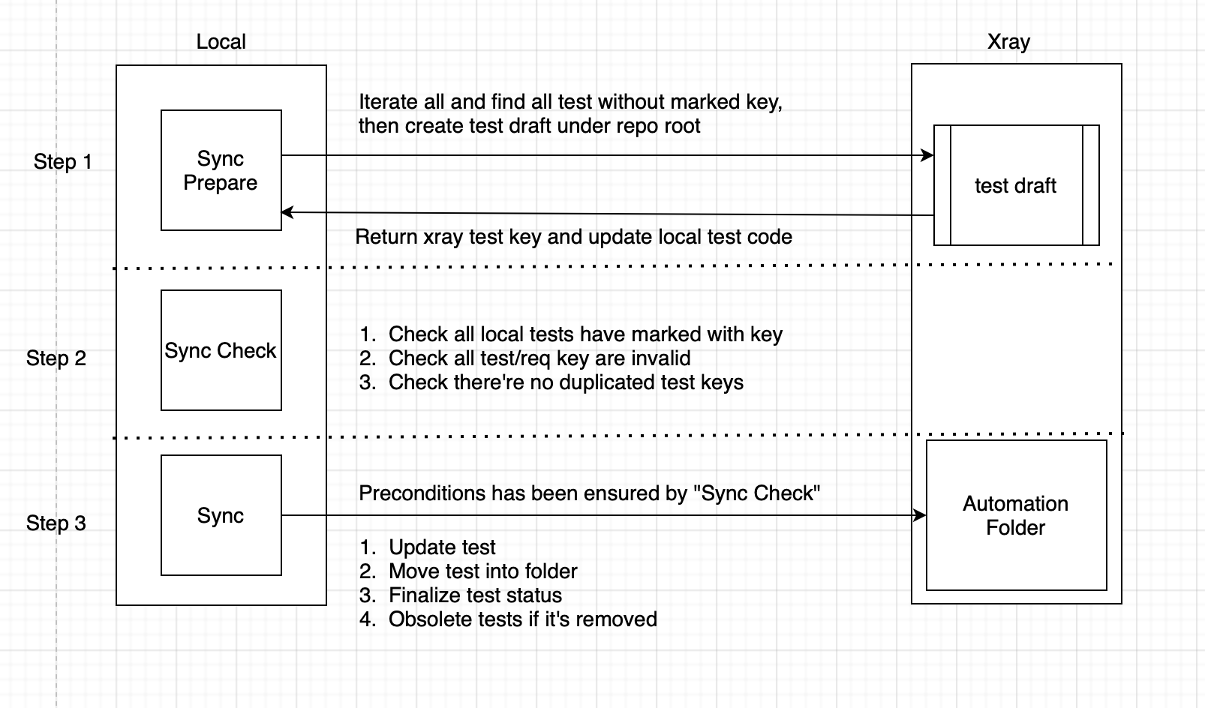 Local
Xray
Step 1
Sync
Prepare
Iterate all and find all test without marked key,
then create test draft under repo root
test draft
Return xray test key and update local test code
Step 2
Sync Check
1. Check all local tests have marked with key
2. Check all test/req key are invalid
3. Check there're no duplicated test keys
Step 3
Sync
Preconditions has been ensured by "Sync Check"
Automation
Folder
1. Update test
2. Move test into folder
3. Finalize test status
4. Obsolete tests if it's removed